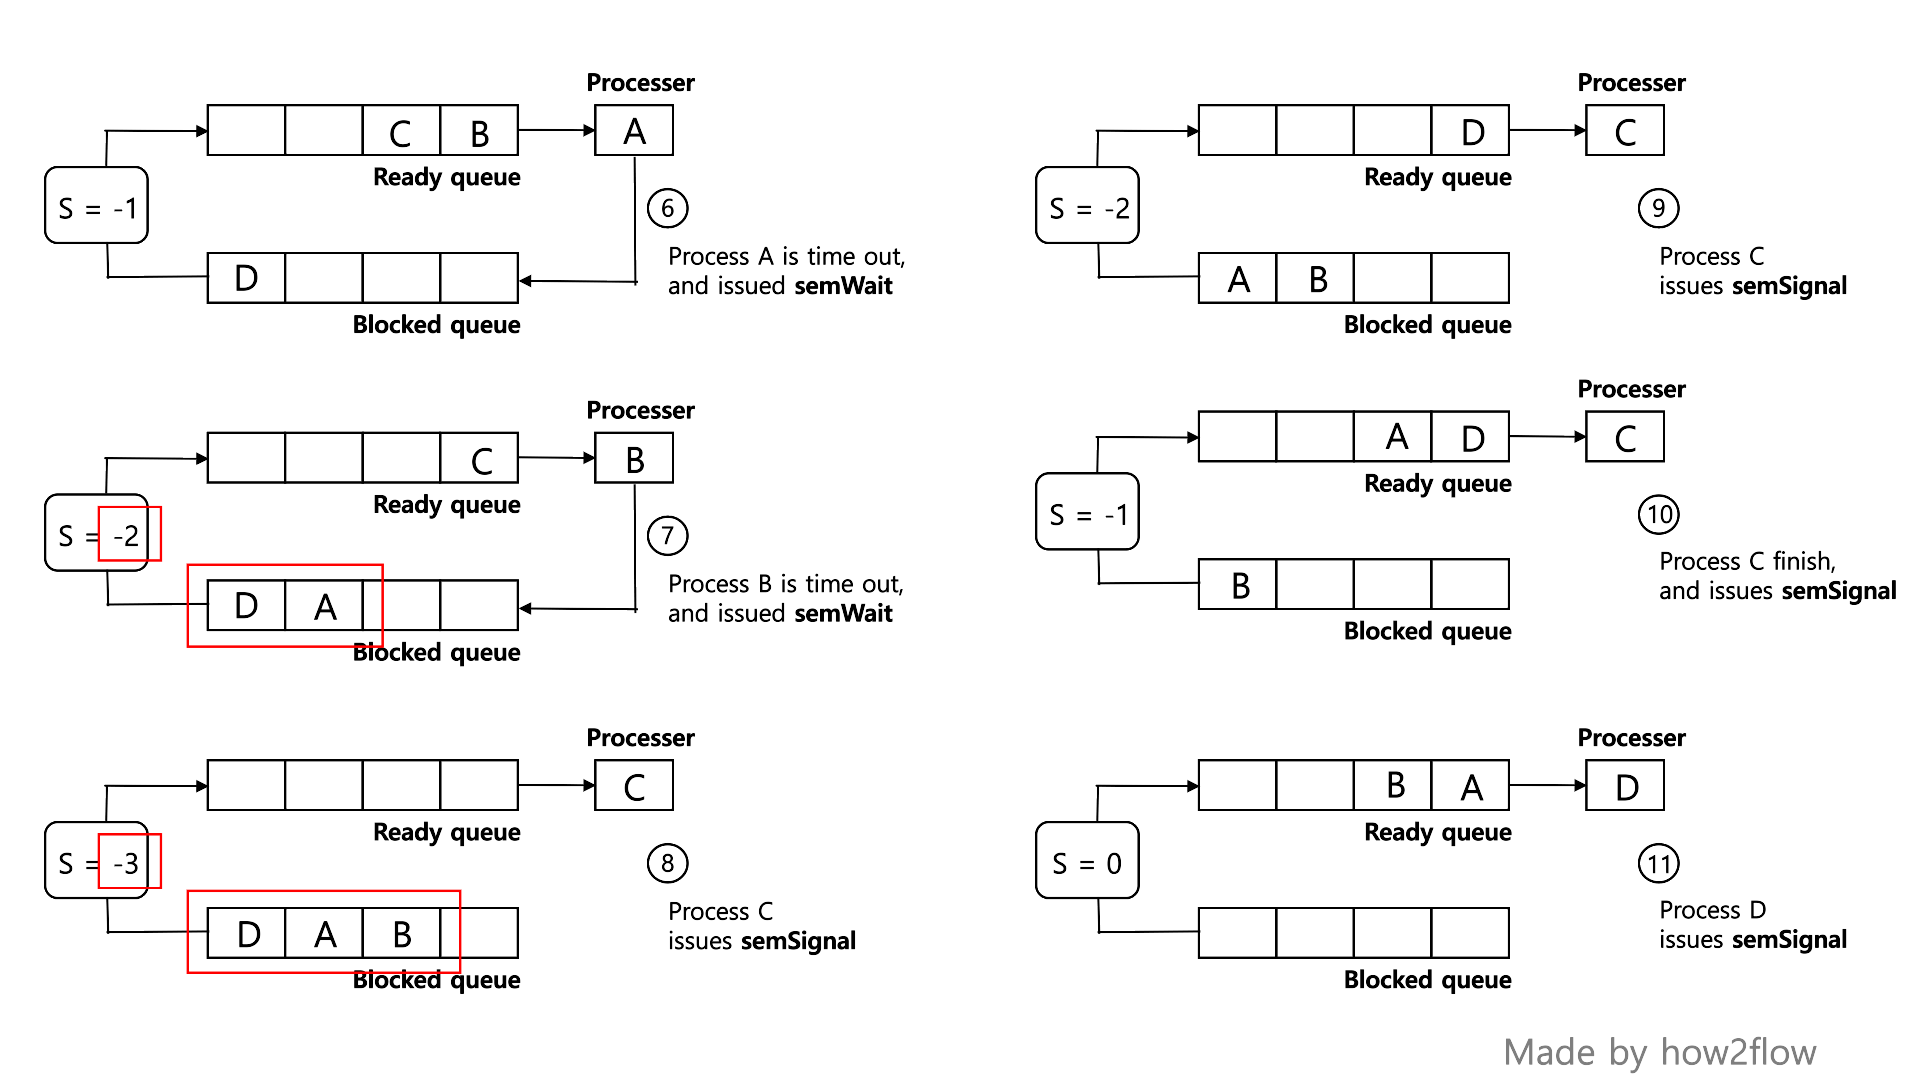 Processer
C B A
Ready queue
S = -1
6
Process A is time out,
and issued semWait
D
Blocked queue
Processer
C B
Ready queue
S = -2
7
Process B is time out,
and issued semWait
D A
Blocked queue
Processer
C
Ready queue
S = -3
8
Process C
issues semSignal
D A B
Blocked queue
Processer
D C
Ready queue
S = -2
9
Process C
issues semSignal
A B
Blocked queue
Processer
A D C
Ready queue
S = -1
10
Process C finish,
and issues semSignal
B
Blocked queue
Processer
B A D
Ready queue
S = 0
11
Process D
issues semSignal
Blocked queue
Made by how2flow